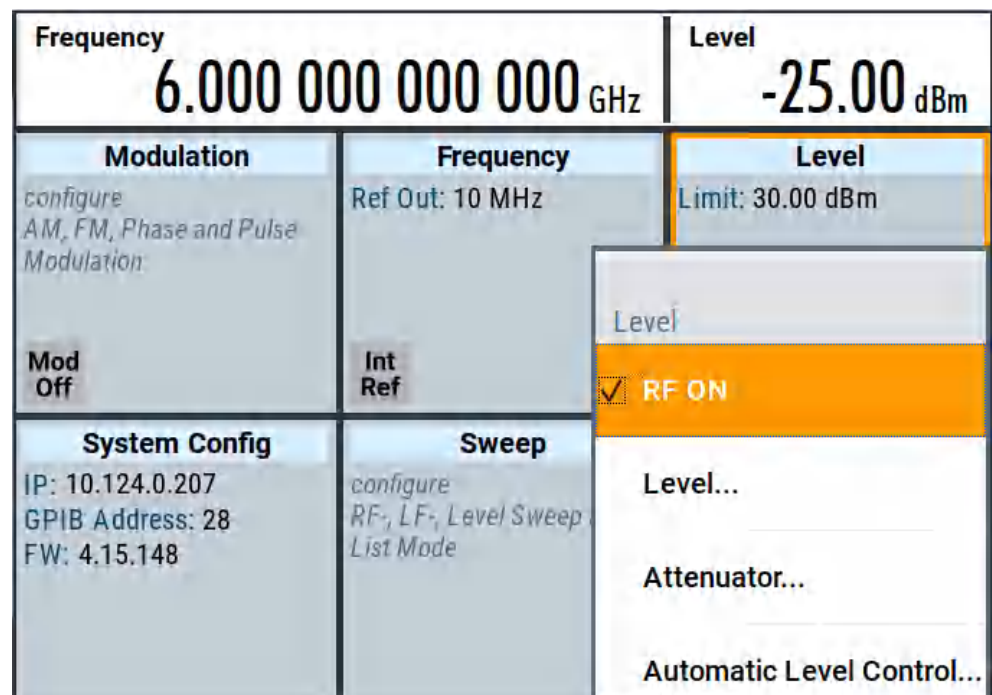 Frequency
6.000 000 000 000 GHz
Level
-25.00 dBm
Modulation
configure
AM, FM, Phase and Pulse
Modulation
Mod
Off
Frequency
Ref Out: 10 MHz
Int
Ref
Level
Limit: 30.00 dBm
Level
RF ON
Level...
Attenuator...
Automatic Level Control...
System Config
IP: 10.124.0.207
GPIB Address: 28
FW: 4.15.148
Sweep
configure
RF-, LF-, Level Sweep
List Mode